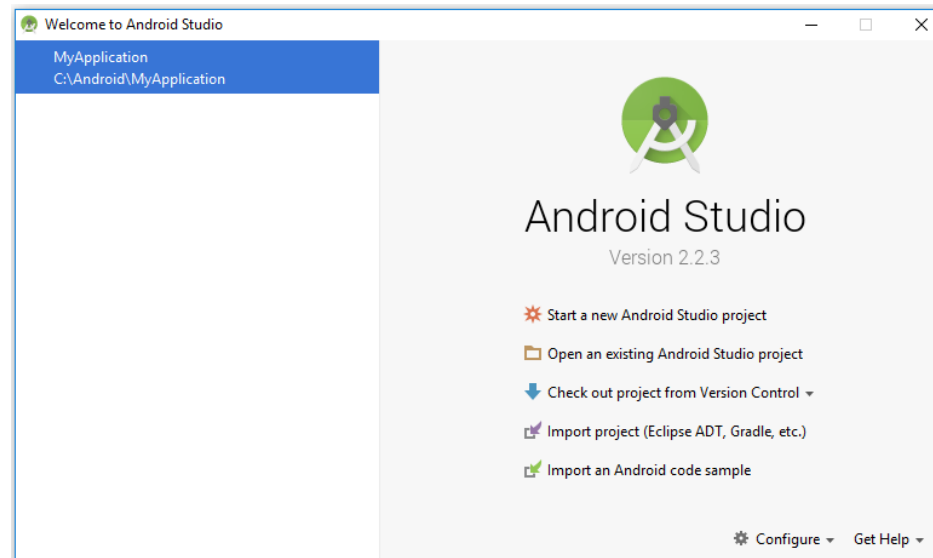 Welcome to Android Studio
MyApplication
C:\Android\MyApplication
Android Studio
Version 2.2.3
Start a new Android Studio project
Open an existing Android Studio project
Check out project from Version Control
Import project (Eclipse ADT, Gradle, etc.)
Import an Android code sample
Configure Get Help